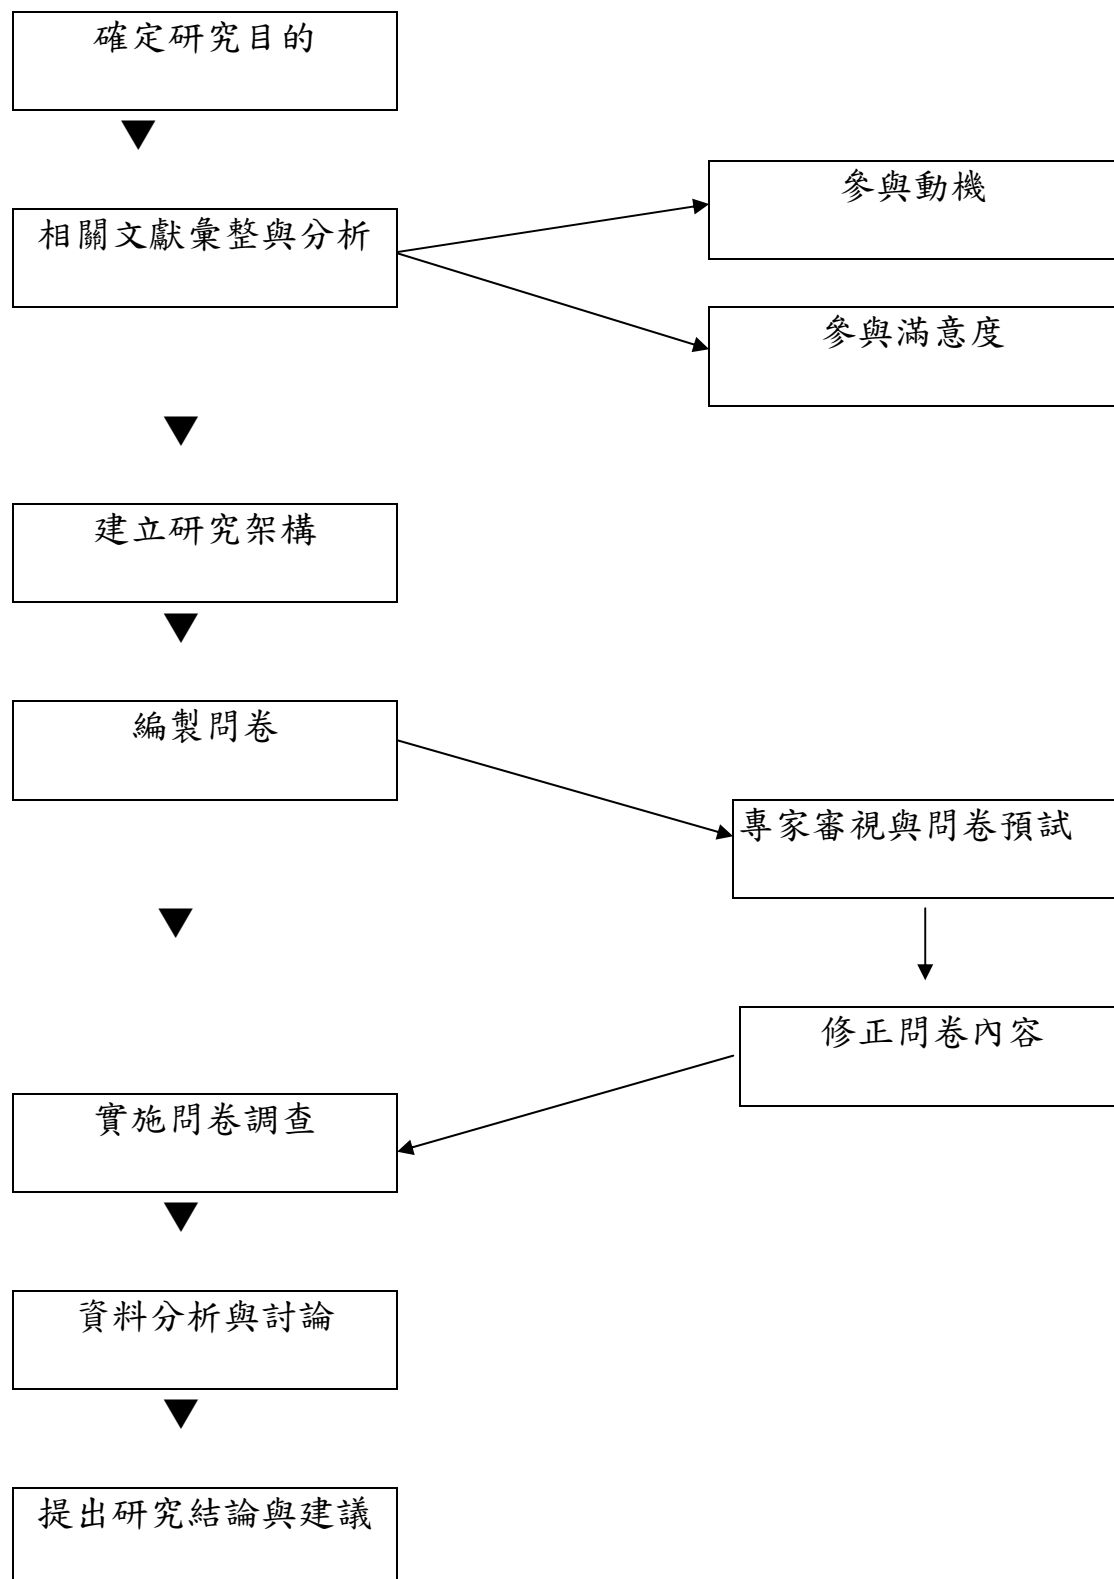 確定研究目的
相關文獻彙整與分析
參與動機
參與滿意度
建立研究架構
編製問卷
專家審視與問卷預試
修正問卷內容
實施問卷調查
資料分析與討論
提出研究結論與建議